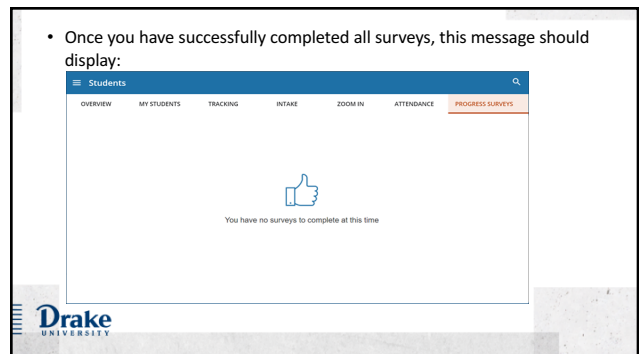 • Once you have successfully completed all surveys, this message should
display:
Students
OVERVIEW MY STUDENTS TRACKING INTAKE ZOOM IN ATTENDANCE PROGRESS SURVEYS
You have no surveys to complete at this time
Drake
UNIVERSITY